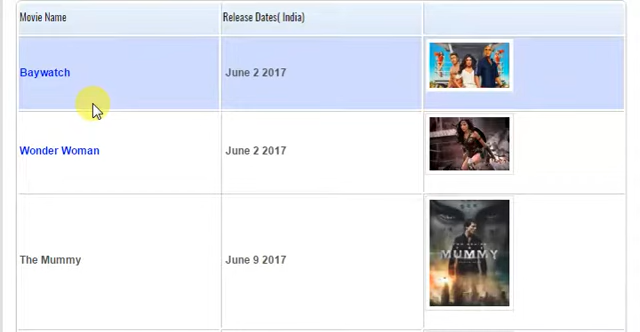 Movie Name Release Dates( India)
Baywatch June 2 2017
Wonder Woman June 2 2017
The Mummy June 9 2017
MUMMY